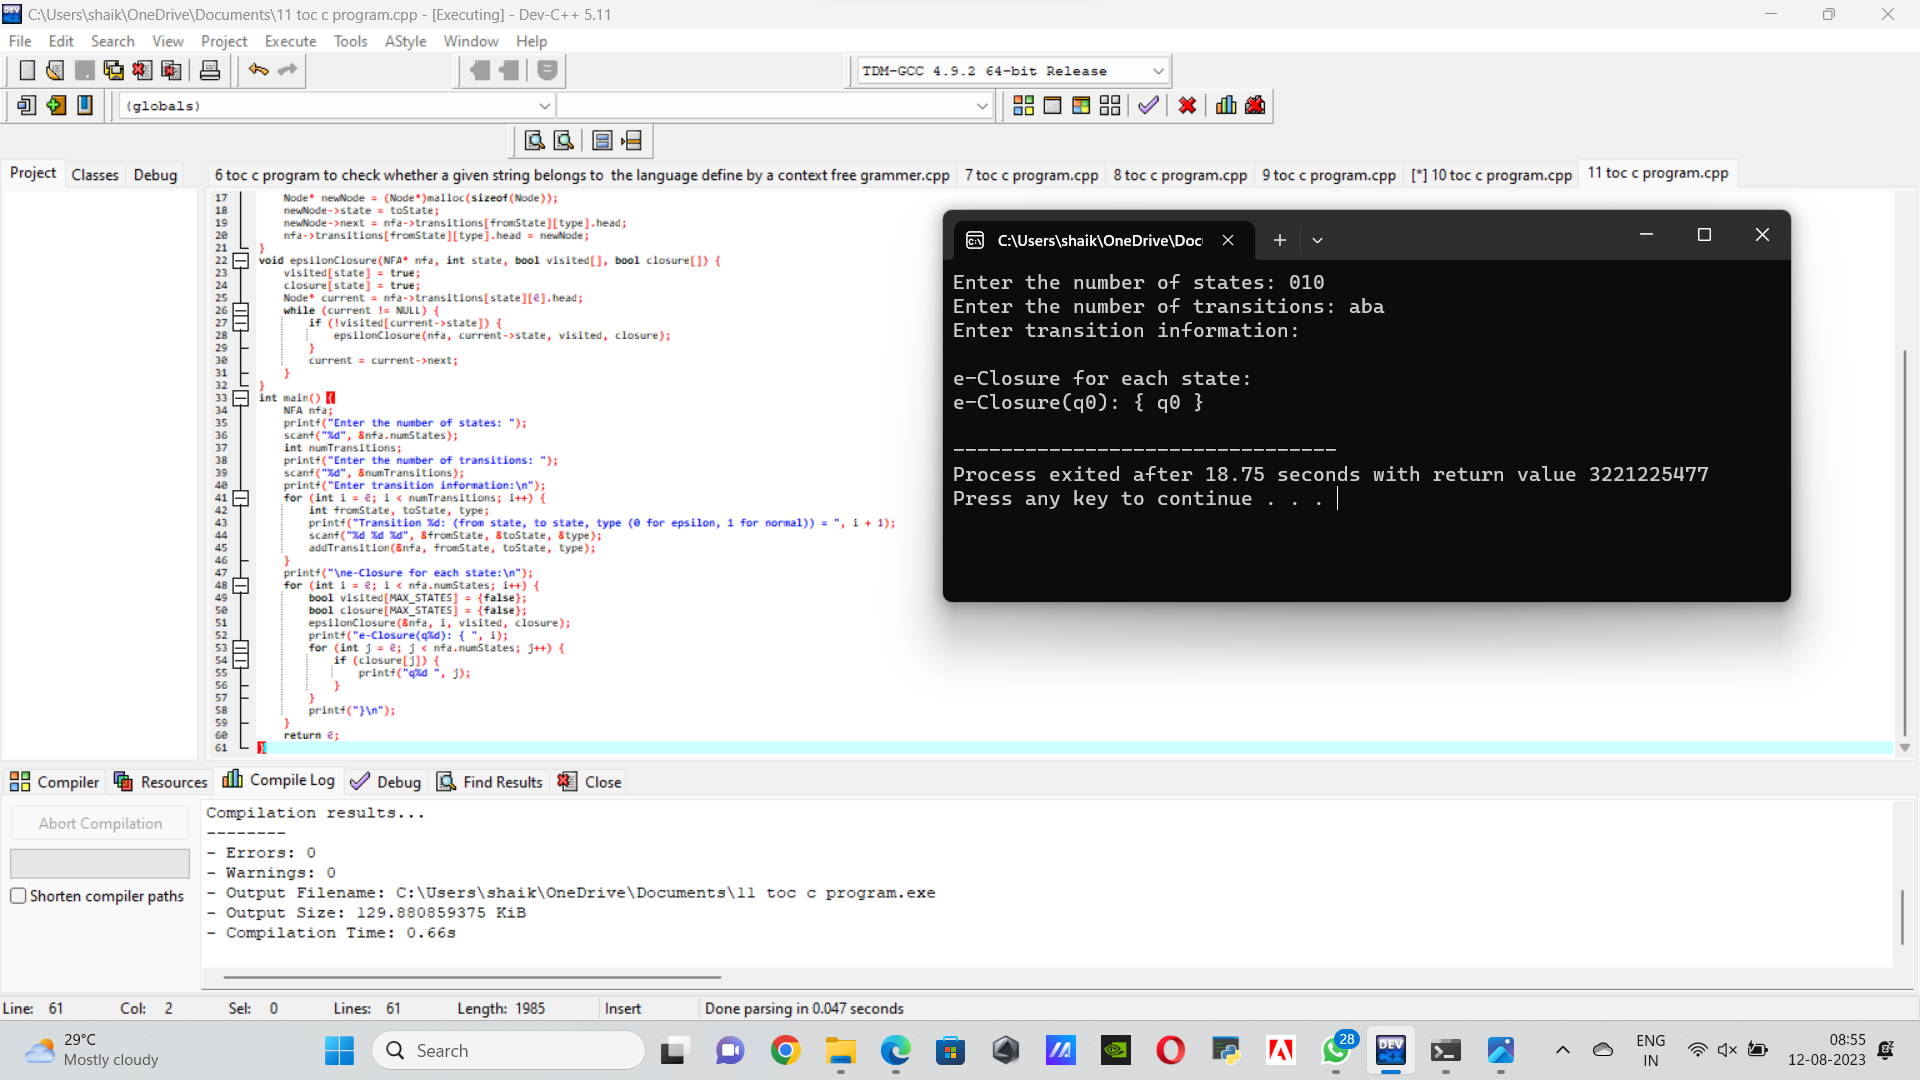 C:\Users\shaik\OneDrive\Documents\11 toc c program.cpp - [Executing] - Dev-C++ 5.11
File Edit Search View Project Execute Tools AStyle Window Help
TDM-GCC 4.9.2 64-bit Release
(globals)
Project Classes Debug
6 toc c program to check whether a given string belongs to the language define by a context free grammer.cpp 7 toc c program.cpp 8 toc c program.cpp 9 toc c program.cpp [*] 10 toc c program.cpp 11 toc c program.cpp
17 Node* newNode = (Node*)malloc(sizeof(Node));
18 newNode->state = toState;
19 newNode->next = nfa->transitions[fromState][type].head;
20 nfa->transitions[fromState][type].head = newNode;
21 }
22 void epsilonClosure(NFA* nfa, int state, bool visited[], bool closure[]) {
23 visited[state] = true;
24 closure[state] = true;
25 Node* current = nfa->transitions[state][0].head;
26 while (current != NULL) {
27 if (!visited[current->state]) {
28 epsilonClosure(nfa, current->state, visited, closure);
29 }
30 current = current->next;
31 }
32 }
33 int main() {
34 NFA nfa;
35 printf("Enter the number of states: ");
36 scanf("%d", &nfa.numStates);
37 int numTransitions;
38 printf("Enter the number of transitions: ");
39 scanf("%d", &numTransitions);
40 printf("Enter transition information:\n");
41 for (int i = 0; i < numTransitions; i++) {
42 int fromState, toState, type;
43 printf("Transition %d: (from state, to state, type (0 for epsilon, 1 for normal)) = ", i + 1);
44 scanf("%d %d %d", &fromState, &toState, &type);
45 addTransition(&nfa, fromState, toState, type);
46 }
47 printf("\ne-Closure for each state:\n");
48 for (int i = 0; i < nfa.numStates; i++) {
49 bool visited[MAX_STATES] = {false};
50 bool closure[MAX_STATES] = {false};
51 epsilonClosure(&nfa, i, visited, closure);
52 printf("e-Closure(q%d): { ", i);
53 for (int j = 0; j < nfa.numStates; j++) {
54 if (closure[j]) {
55 printf("q%d ", j);
56 }
57 }
58 printf("}\n");
59 }
60 return 0;
61 }
C:\Users\shaik\OneDrive\Doc
Enter the number of states: 010
Enter the number of transitions: aba
Enter transition information:
e-Closure for each state:
e-Closure(q0): { q0 }
--------------------------------
Process exited after 18.75 seconds with return value 3221225477
Press any key to continue . . .
Compiler Resources Compile Log Debug Find Results Close
Abort Compilation
Shorten compiler paths
Compilation results...
--------
- Errors: 0
- Warnings: 0
- Output Filename: C:\Users\shaik\OneDrive\Documents\11 toc c program.exe
- Output Size: 129.880859375 KiB
- Compilation Time: 0.66s
Line: 61 Col: 2 Sel: 0 Lines: 61 Length: 1985 Insert Done parsing in 0.047 seconds
29°C
Mostly cloudy
Search
28
DEV
C++
ENG
IN
08:55
12-08-2023